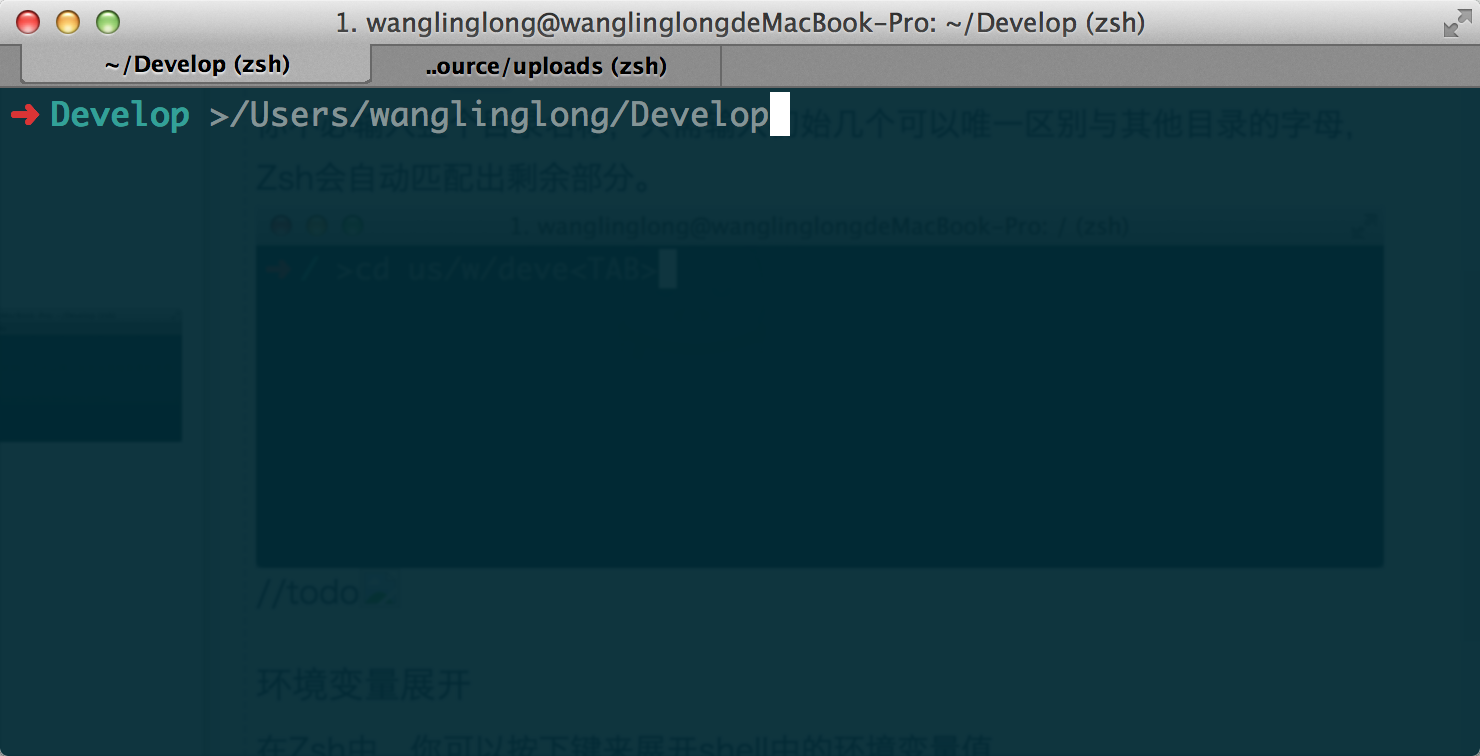 1. wanglinglong@wanglinglongdeMacBook-Pro: ~/Develop (zsh)
~/Develop (zsh)
..ource/uploads (zsh)
➜ Develop >/Users/wanglinglong/Develop
始几个可以唯一区别与其他目录的字母,
Zsh会自动匹配出剩余部分。
1. wanglinglong@wanglinglongdeMacBook-Pro: / (zsh)
➜ / >cd us/w/deve<TAB>
//todo
环境变量展开
在Zsh中, 你可以按下键来展开shell中的环境变量值